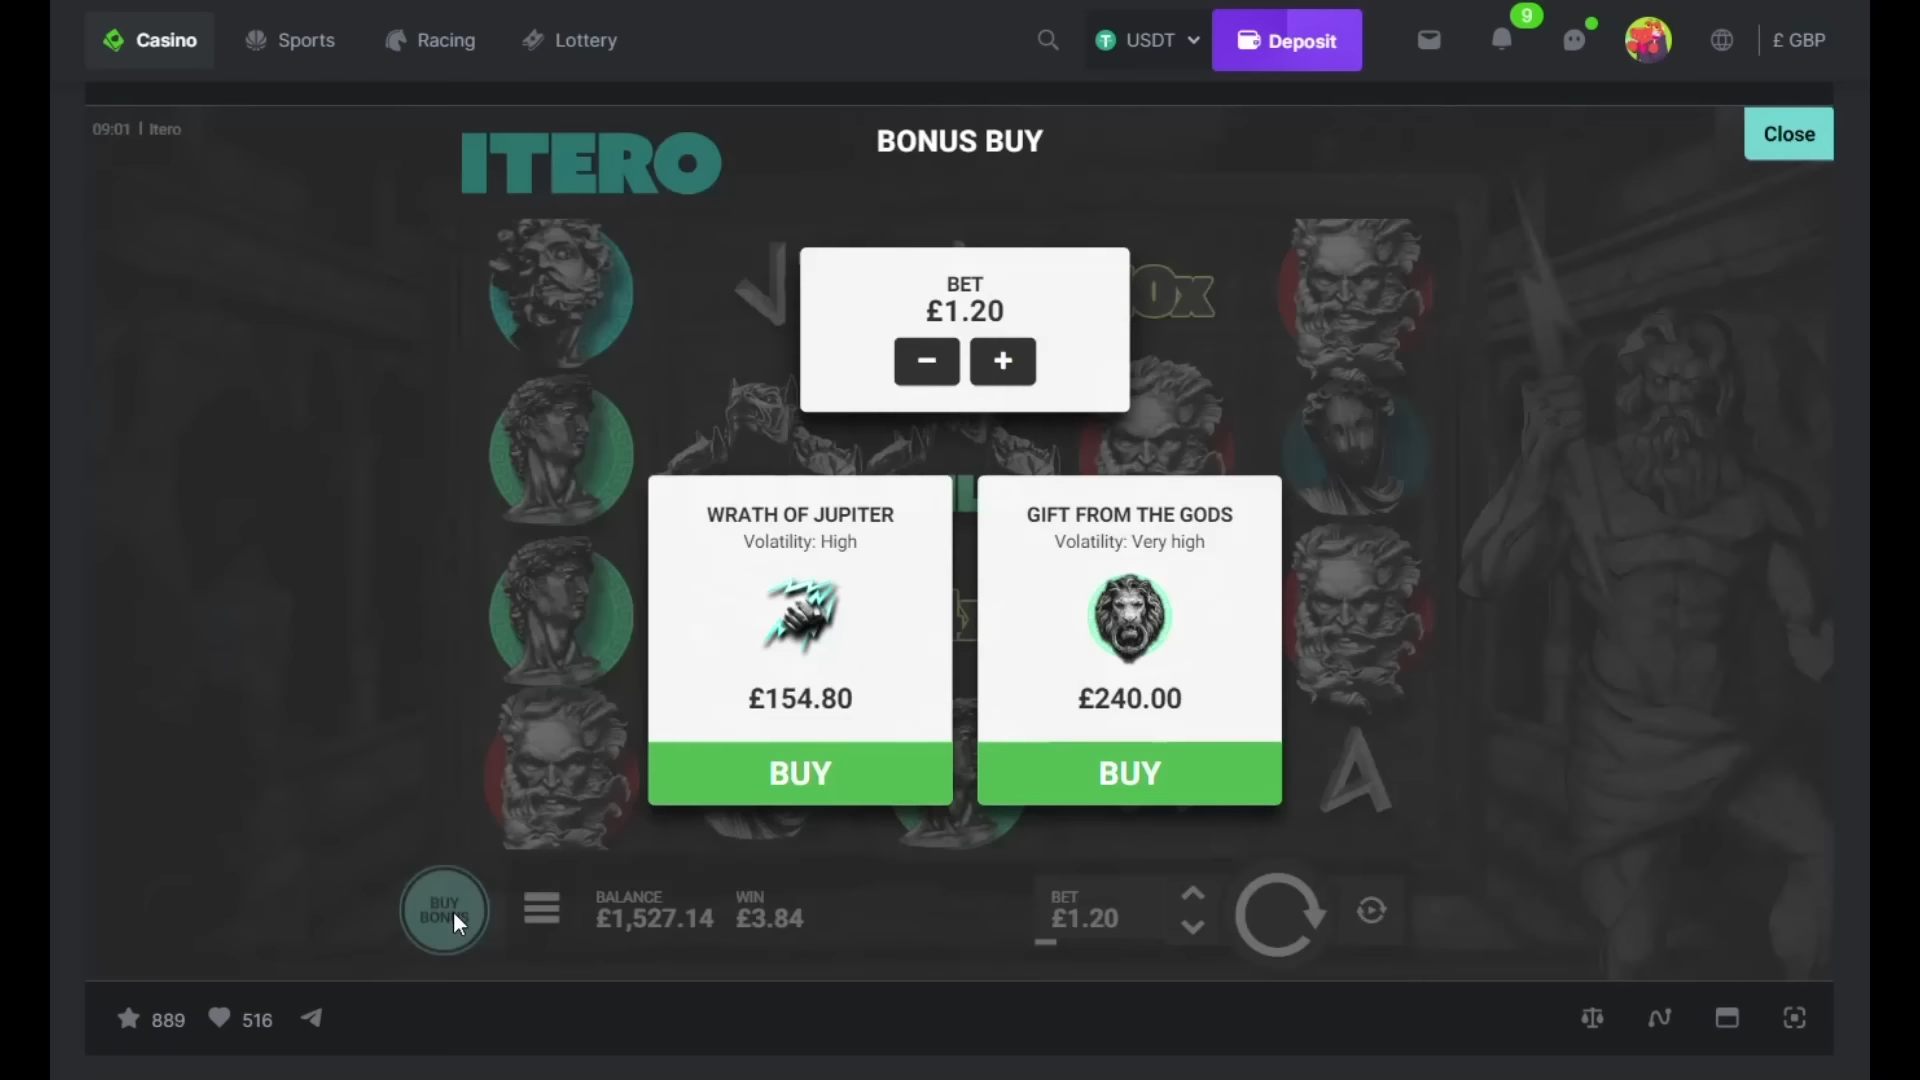 Casino
Sports
Racing
Lottery
USDT
Deposit
9
£ GBP
09:01 | Itero
ITERO
BONUS BUY
Close
BET
£1.20
−
+
WRATH OF JUPITER
Volatility: High
£154.80
BUY
GIFT FROM THE GODS
Volatility: Very high
£240.00
BUY
A
BUY
BONUS
BALANCE
£1,527.14
WIN
£3.84
BET
£1.20
889
516